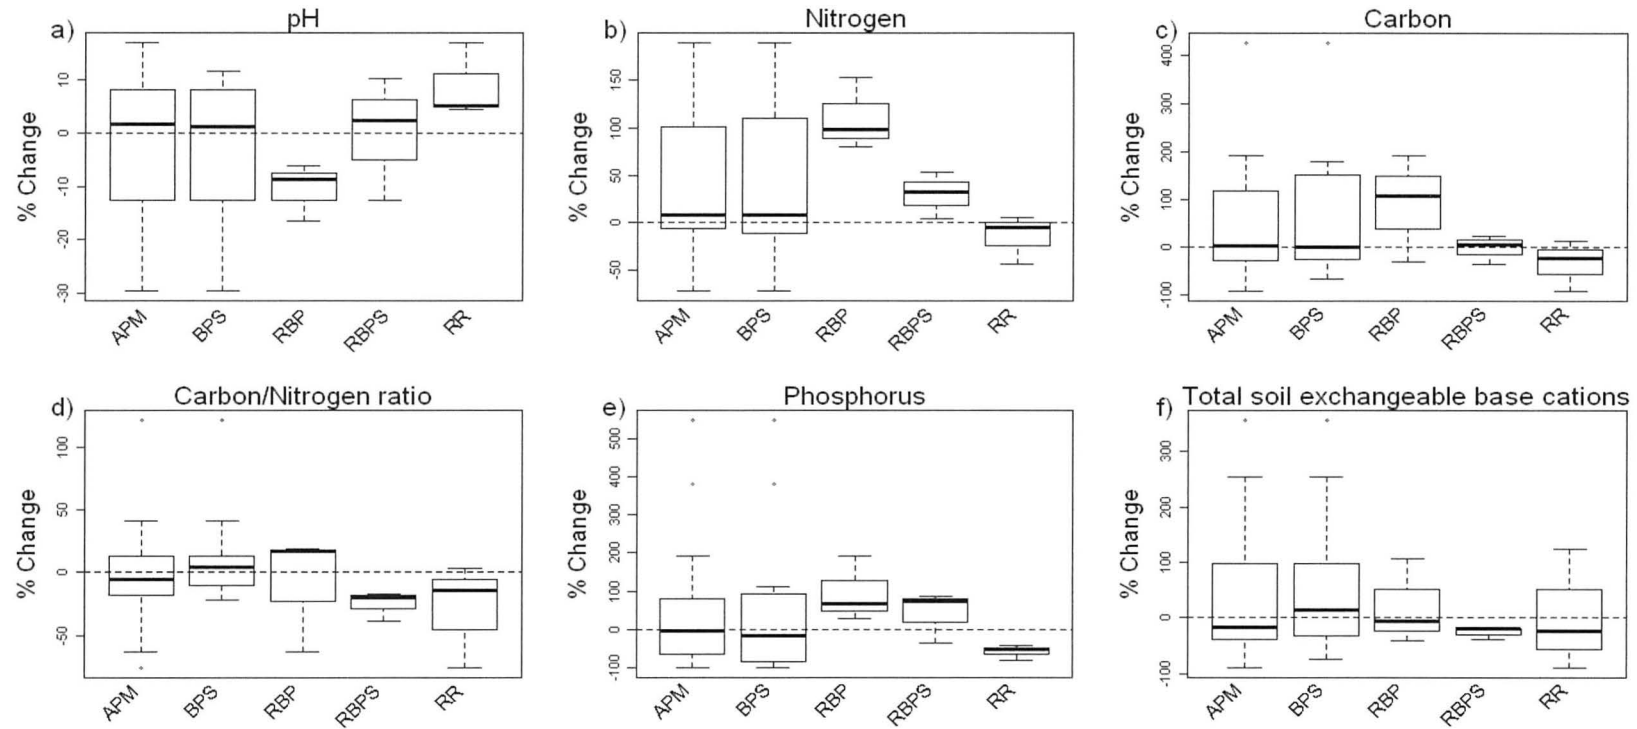 a)
pH
% Change
10
0
-10
-20
-30
APM
BPS
RBP
RBPS
RR
b)
Nitrogen
% Change
150
100
50
0
-50
APM
BPS
RBP
RBPS
RR
c)
Carbon
% Change
400
300
200
100
0
-100
APM
BPS
RBP
RBPS
RR
d)
Carbon/Nitrogen ratio
% Change
100
50
0
-50
APM
BPS
RBP
RBPS
RR
e)
Phosphorus
% Change
500
400
300
200
100
0
-100
APM
BPS
RBP
RBPS
RR
f)
Total soil exchangeable base cations
% Change
300
200
100
0
-100
APM
BPS
RBP
RBPS
RR